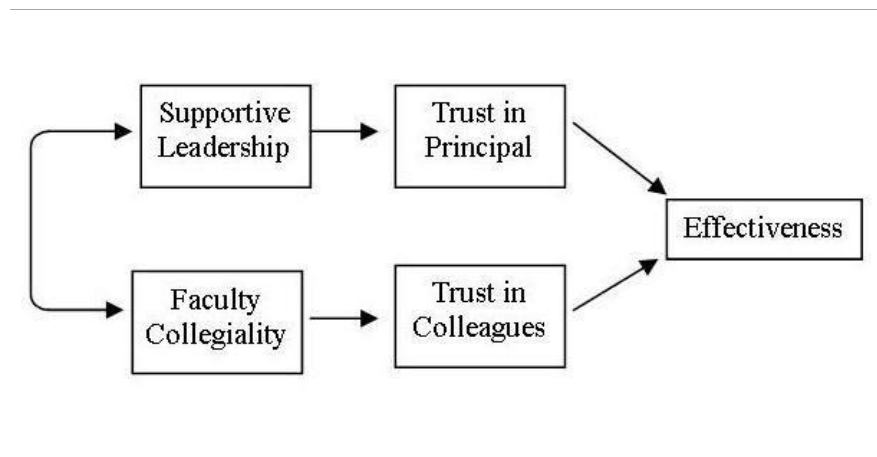 Supportive
Leadership
Trust in
Principal
Effectiveness
Faculty
Collegiality
Trust in
Colleagues